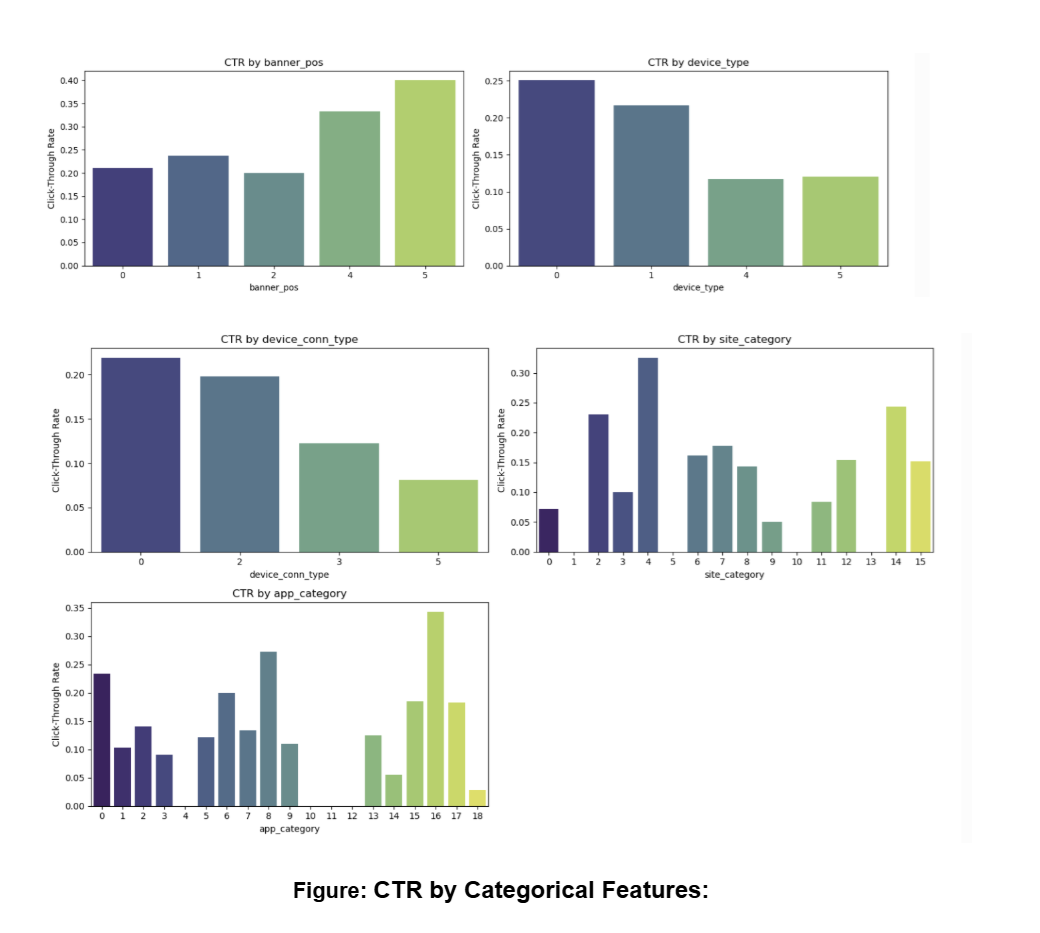 CTR by banner_pos
Click-Through Rate
0.40
0.35
0.30
0.25
0.20
0.15
0.10
0.05
0.00
0 1 2 4 5
banner_pos
CTR by device_type
Click-Through Rate
0.25
0.20
0.15
0.10
0.05
0.00
0 1 4 5
device_type
CTR by device_conn_type
Click-Through Rate
0.20
0.15
0.10
0.05
0.00
0 2 3 5
device_conn_type
CTR by site_category
Click-Through Rate
0.30
0.25
0.20
0.15
0.10
0.05
0.00
0 1 2 3 4 5 6 7 8 9 10 11 12 13 14 15
site_category
CTR by app_category
Click-Through Rate
0.35
0.30
0.25
0.20
0.15
0.10
0.05
0.00
0 1 2 3 4 5 6 7 8 9 10 11 12 13 14 15 16 17 18
app_category
Figure: CTR by Categorical Features: